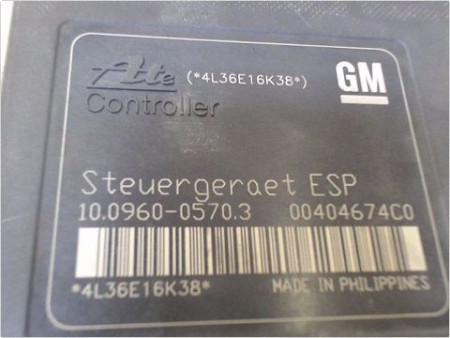 Ate (*4L36E16K38*) GM
Controller
Steuergeraet ESP
10.0960-0570.3 00404674C0
*4L36E16K38* MADE IN PHILIPPINES